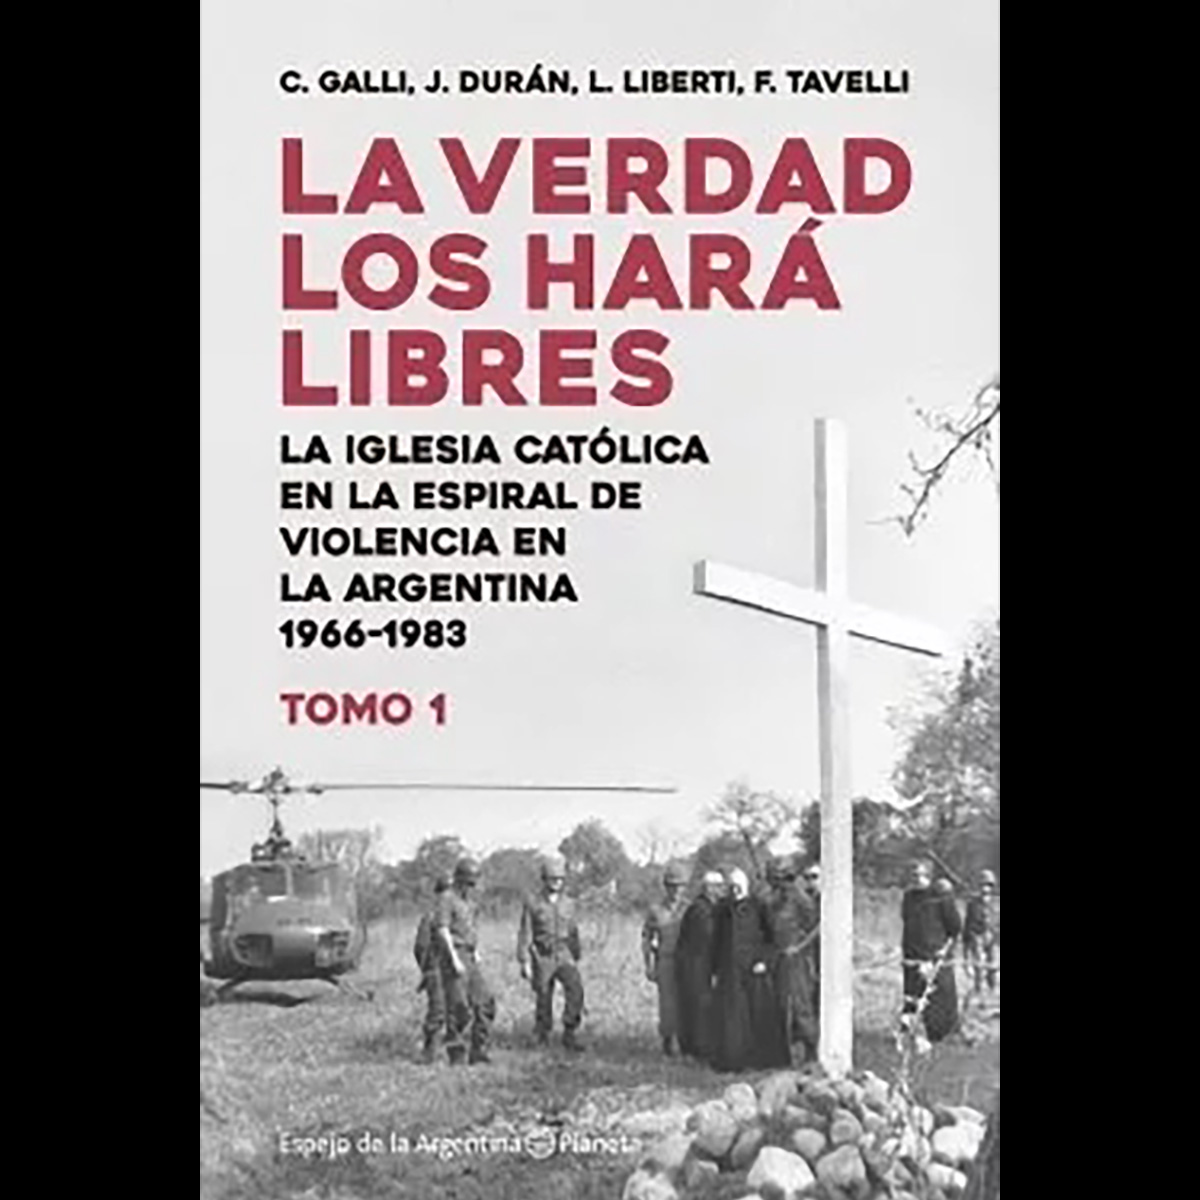 C. GALLI, J. DURÁN, L. LIBERTI, F. TAVELLI
LA VERDAD
LOS HARÁ
LIBRES
LA IGLESIA CATÓLICA
EN LA ESPIRAL DE
VIOLENCIA EN
LA ARGENTINA
1966-1983
TOMO 1
Espejo de la Argentina Planeta